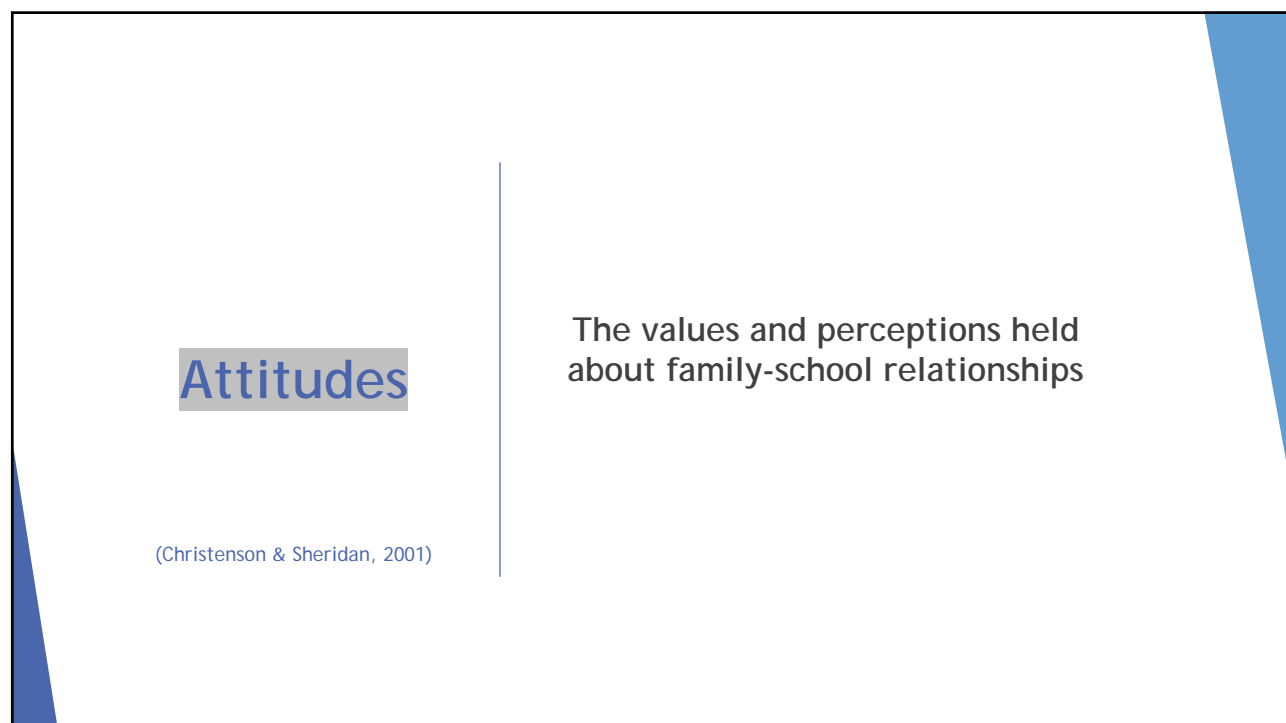 Attitudes
(Christenson & Sheridan, 2001)
The values and perceptions held
about family-school relationships